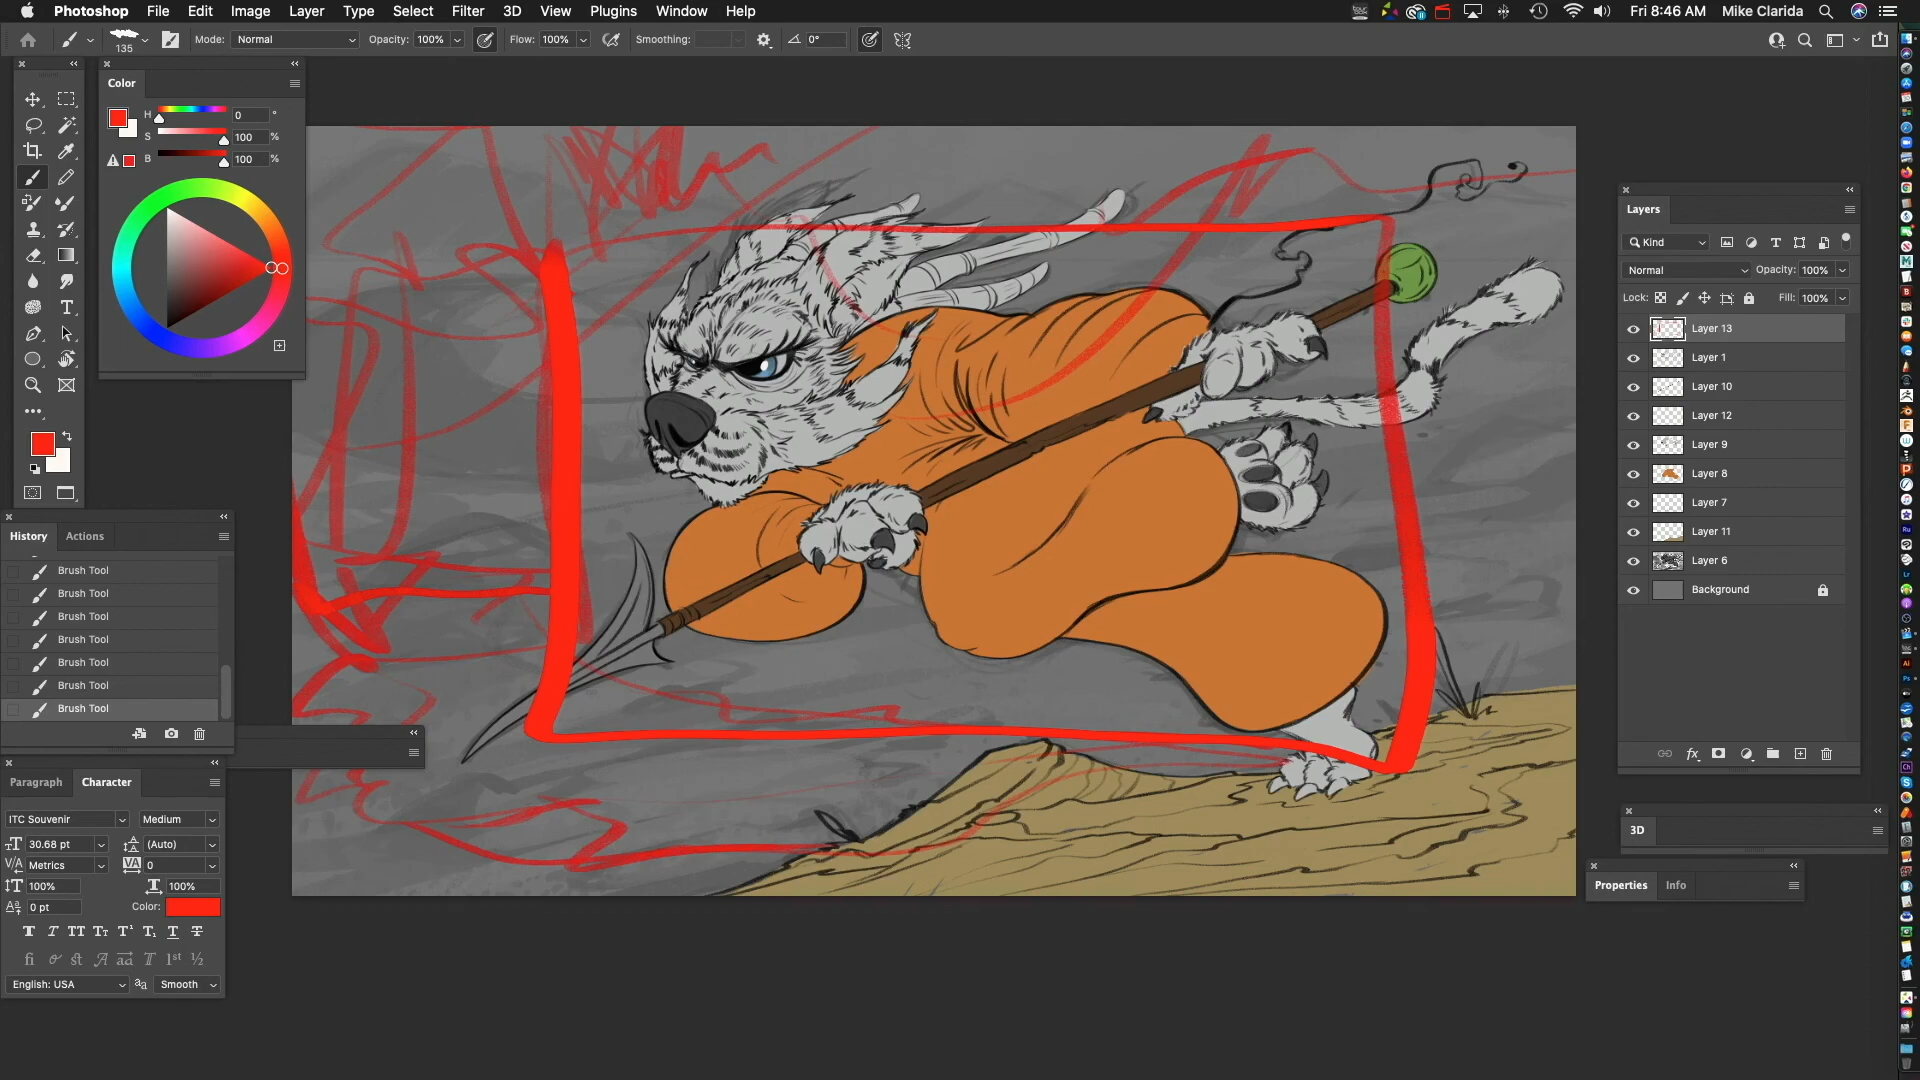 Photoshop File Edit Image Layer Type Select Filter 3D View Plugins Window Help Fri 8:46 AM Mike Clarida
135 Mode: Normal Opacity: 100% Flow: 100% Smoothing: 0°
Color
H 0 °
S 100 %
B 100 %
History Actions
Brush Tool
Brush Tool
Brush Tool
Brush Tool
Brush Tool
Brush Tool
Brush Tool
Paragraph Character
ITC Souvenir Medium
30.68 pt (Auto)
Metrics 0
100% 100%
0 pt Color:
English: USA aa Smooth
Layers
Kind
Normal Opacity: 100%
Lock: Fill: 100%
Layer 13
Layer 1
Layer 10
Layer 12
Layer 9
Layer 8
Layer 7
Layer 11
Layer 6
Background
3D
Properties Info